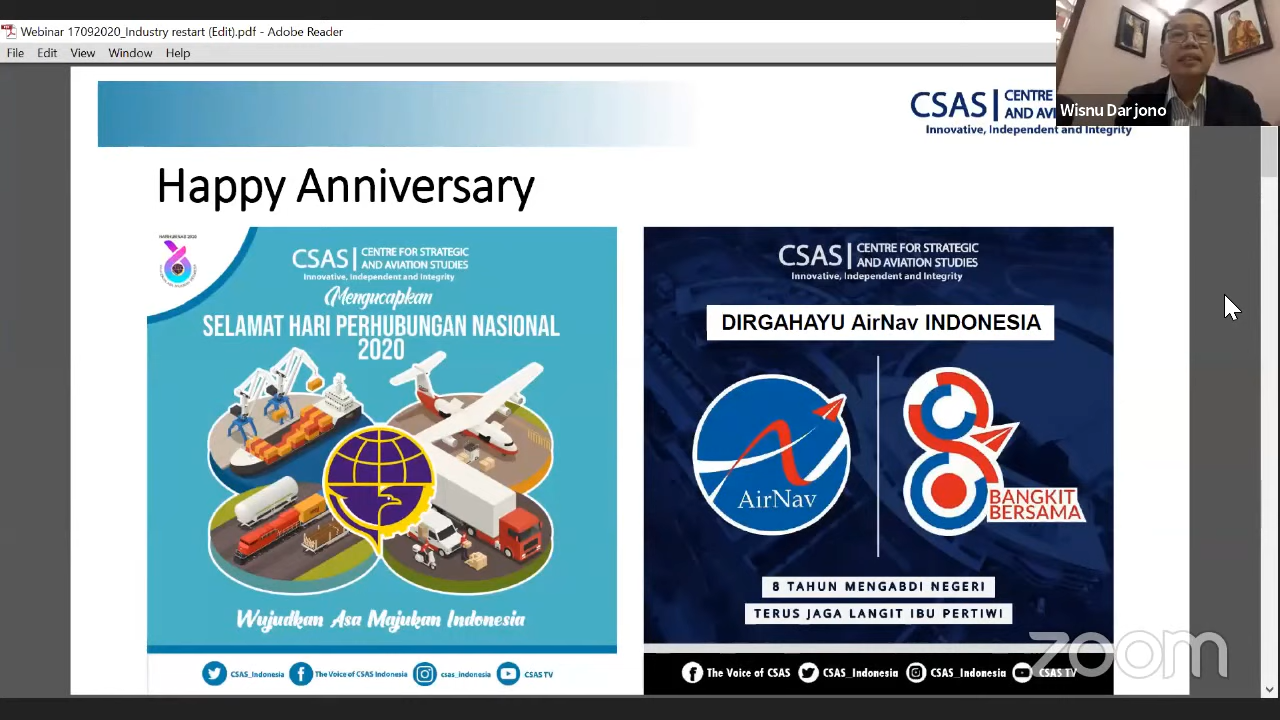 Webinar 17092020_Industry restart (Edit).pdf - Adobe Reader
File Edit View Window Help
Wisnu Darjono
CSAS CENTRE
AND
Innovative, Independent and Integrity
Happy Anniversary
CSAS CENTRE FOR STRATEGIC
AND AVIATION STUDIES
Innovative, Independent and Integrity
Mengucapkan
SELAMAT HARI PERHUBUNGAN NASIONAL
2020
Wujudkan Asa Majukan Indonesia
CSAS_Indonesia The Voice of CSAS Indonesia csas_indonesia CSAS TV
CSAS CENTRE FOR STRATEGIC
AND AVIATION STUDIES
Innovative, Independent and Integrity
DIRGAHAYU AirNav INDONESIA
AirNav
8
BANGKIT
BERSAMA
8 TAHUN MENGABDI NEGERI
TERUS JAGA LANGIT IBU PERTIWI
The Voice of CSAS CSAS_Indonesia CSAS_Indonesia CSAS TV
zoom